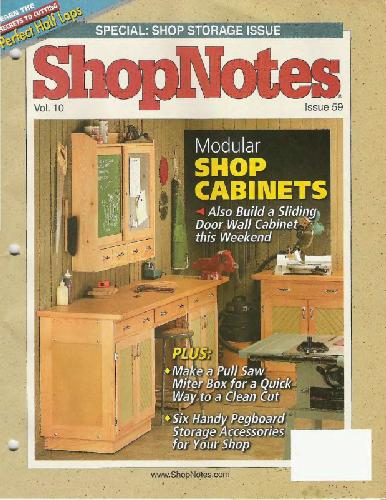 LEARN THE
SECRETS TO CUTTING
Perfect Half Laps
SPECIAL: SHOP STORAGE ISSUE
ShopNotes
Vol. 10
Issue 59
Modular
SHOP
CABINETS
Also Build a Sliding
Door Wall Cabinet
this Weekend
PLUS:
Make a Pull Saw
Miter Box for a Quick
Way to a Clean Cut
Six Handy Pegboard
Storage Accessories
for Your Shop
www.ShopNotes.com